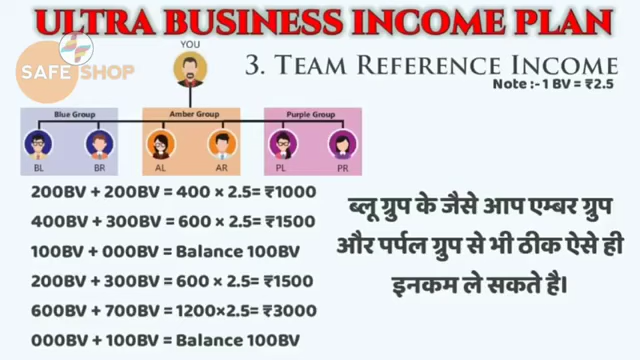 ULTRA BUSINESS INCOME PLAN
SAFE SHOP
YOU
3. TEAM REFERENCE INCOME
Note :- 1 BV = ₹2.5
Blue Group
Amber Group
Purple Group
BL
BR
AL
AR
PL
PR
200BV + 200BV = 400 × 2.5= ₹1000
400BV + 300BV = 600 × 2.5= ₹1500
100BV + 000BV = Balance 100BV
200BV + 300BV = 600 × 2.5= ₹1500
600BV + 700BV = 1200×2.5= ₹3000
000BV + 100BV = Balance 100BV
ब्लू ग्रुप के जैसे आप एम्बर ग्रुप
और पर्पल ग्रुप से भी ठीक ऐसे ही
इनकम ले सकते है।